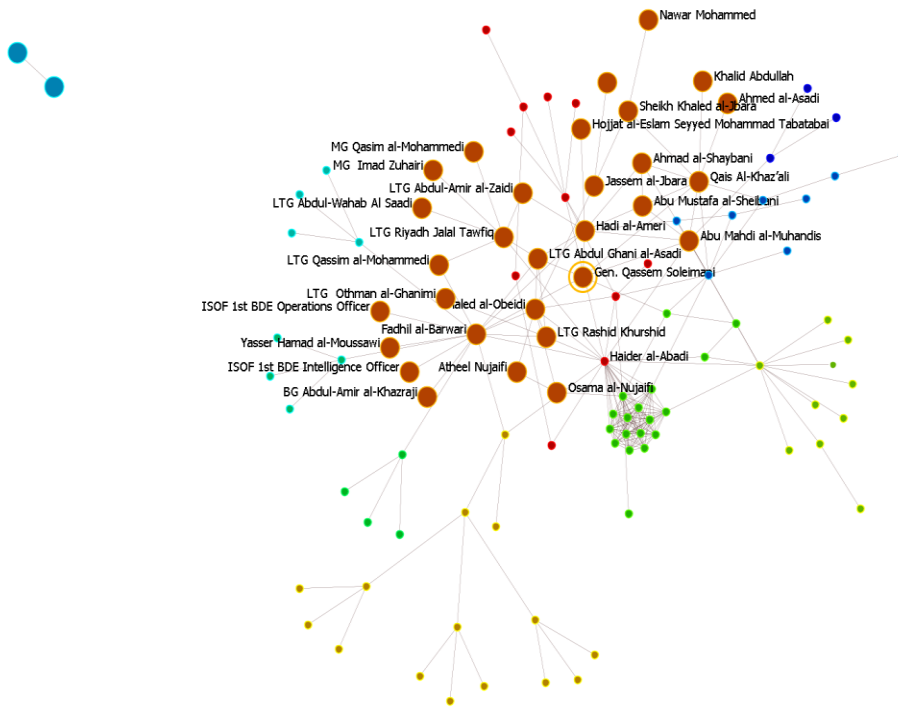 Nawar Mohammed
Khalid Abdullah
Ahmed al-Asadi
Sheikh Khaled al-Jbara
Hojjat al-Eslam Seyyed Mohammad Tabatabai
MG Qasim al-Mohammedi
Ahmad al-Shaybani
MG Imad Zuhairi
Qais Al-Khaz'ali
Jassem al-Jbara
LTG Abdul-Amir al-Zaidi
Abu Mustafa al-Sheibani
LTG Abdul-Wahab Al Saadi
Hadi al-Ameri
LTG Riyadh Jalal Tawfiq
Abu Mahdi al-Muhandis
LTG Abdul Ghani al-Asadi
LTG Qassim al-Mohammedi
Gen. Qassem Soleimani
LTG Othman al-Ghanimi
aled al-Obeidi
ISOF 1st BDE Operations Officer
Fadhil al-Barwari
LTG Rashid Khurshid
Yasser Hamad al-Moussawi
Haider al-Abadi
ISOF 1st BDE Intelligence Officer
Atheel Nujaifi
Osama al-Nujaifi
BG Abdul-Amir al-Khazraji